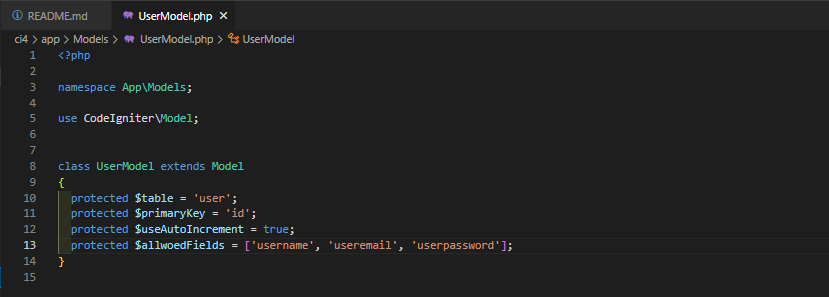 README.md UserModel.php
ci4 > app > Models > UserModel.php > UserModel
1 <?php
2
3 namespace App\Models;
4
5 use CodeIgniter\Model;
6
7
8 class UserModel extends Model
9 {
10 protected $table = 'user';
11 protected $primaryKey = 'id';
12 protected $useAutoIncrement = true;
13 protected $allwoedFields = ['username', 'useremail', 'userpassword'];
14 }
15